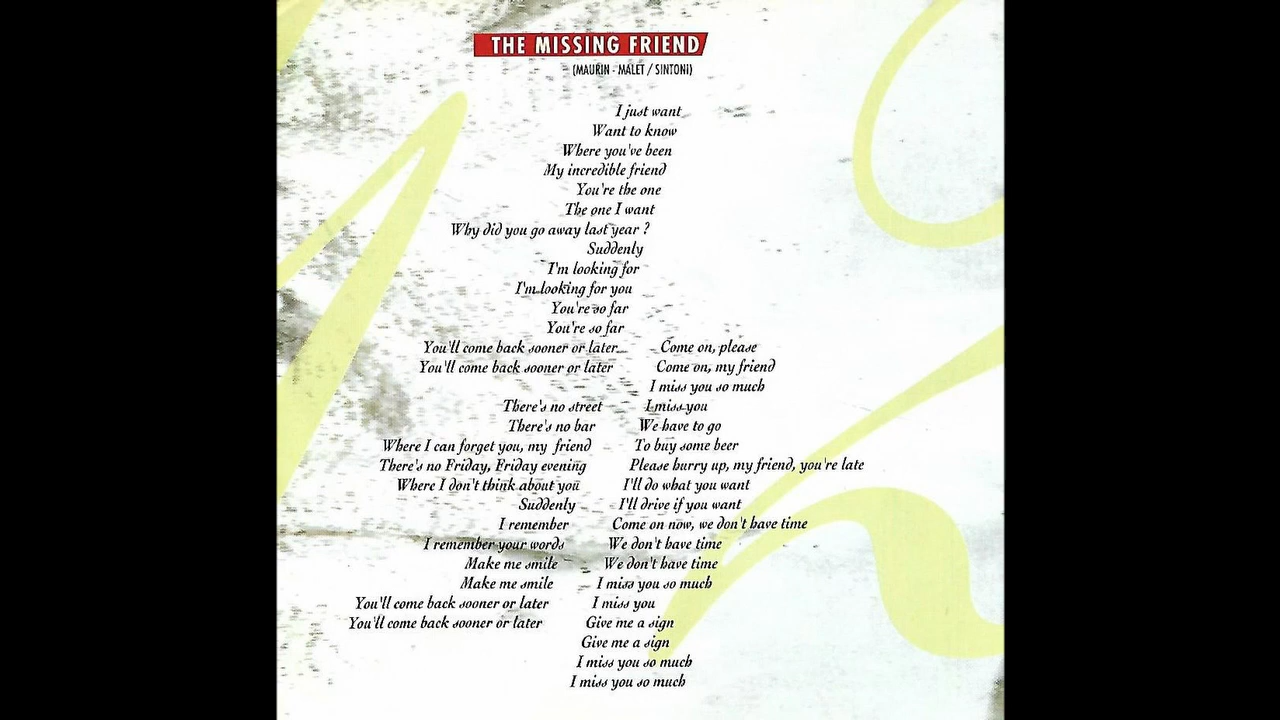 THE MISSING FRIEND
(MAURIN - MALET / SINTONI)
I just want
Want to know
Where you've been
My incredible friend
You're the one
The one I want
Why did you go away last year ?
Suddenly
I'm looking for
I'm looking for you
You're so far
You're so far
You'll come back sooner or later
You'll come back sooner or later
There's no street
There's no bar
Where I can forget you, my friend
There's no Friday, Friday evening
Where I don't think about you
Suddenly
I remember
I remember your words
Make me smile
Make me smile
You'll come back sooner or later
You'll come back sooner or later
Come on, please
Come on, my friend
I miss you so much
I miss you
We have to go
To buy some beer
Please hurry up, my friend, you're late
I'll do what you want
I'll drive if you want
Come on now, we don't have time
We don't have time
We don't have time
I miss you so much
I miss you
Give me a sign
Give me a sign
I miss you so much
I miss you so much